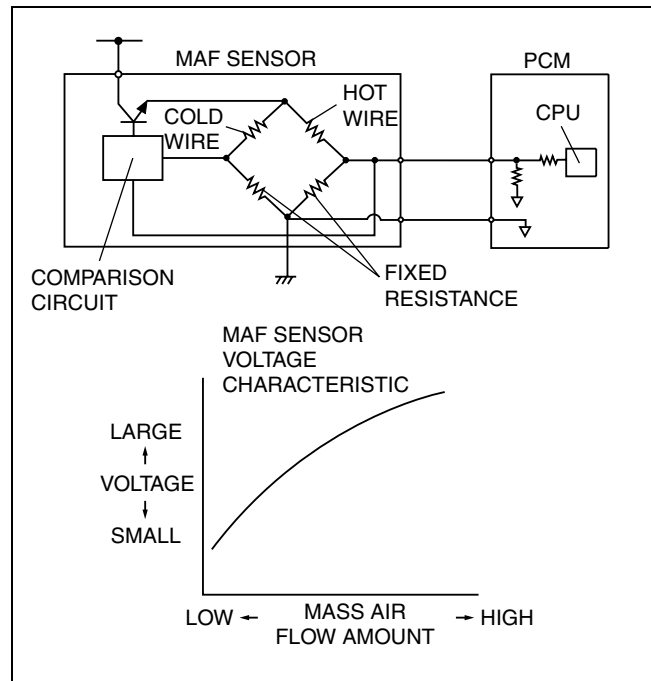 MAF SENSOR
PCM
COLD
WIRE
HOT
WIRE
CPU
COMPARISON
CIRCUIT
FIXED
RESISTANCE
MAF SENSOR
VOLTAGE
CHARACTERISTIC
LARGE
VOLTAGE
SMALL
LOW
MASS AIR
FLOW AMOUNT
HIGH